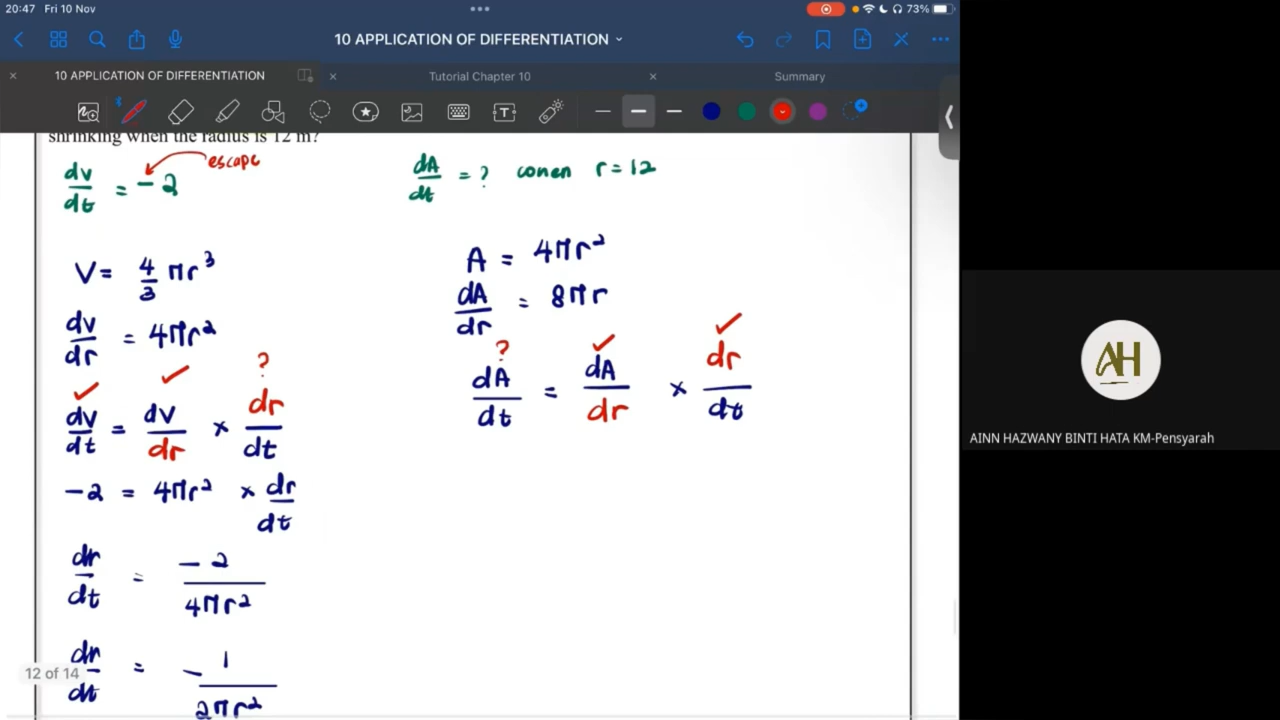 20:47 Fri 10 Nov
73%
10 APPLICATION OF DIFFERENTIATION
10 APPLICATION OF DIFFERENTIATION
Tutorial Chapter 10
Summary
shrinking when the radius is 12 m?
dv/dt = -2
escape
dA/dt = ? when r = 12
V = 4/3 πr³
dv/dr = 4πr²
✓ ✓ ?
dv/dt = dv/dr × dr/dt
-2 = 4πr² × dr/dt
dr/dt = -2/4πr²
dr/dt = -1/2πr²
A = 4πr²
dA/dr = 8πr
? ✓ ✓
dA/dt = dA/dr × dr/dt
12 of 14
AH
AINN HAZWANY BINTI HATA KM-Pensyarah